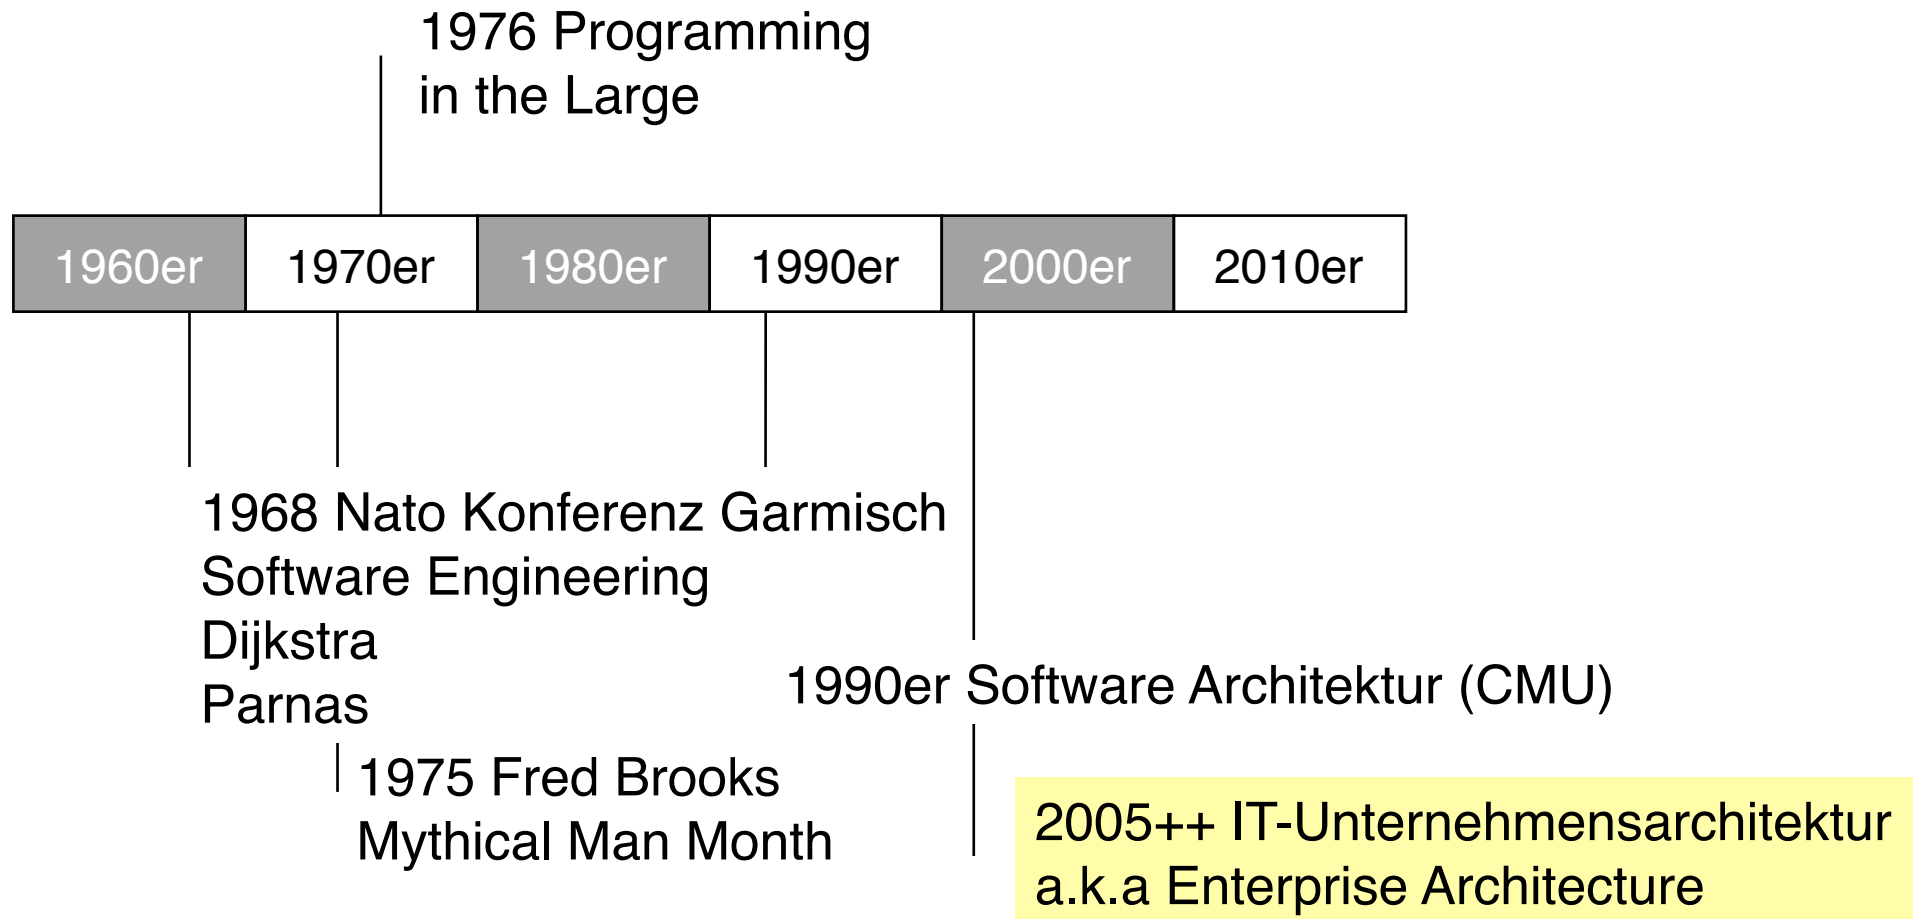 1976 Programming
in the Large
1960er
1970er
1980er
1990er
2000er
2010er
1968 Nato Konferenz Garmisch
Software Engineering
Dijkstra
Parnas
1990er Software Architektur (CMU)
1975 Fred Brooks
Mythical Man Month
2005++ IT-Unternehmensarchitektur
a.k.a Enterprise Architecture